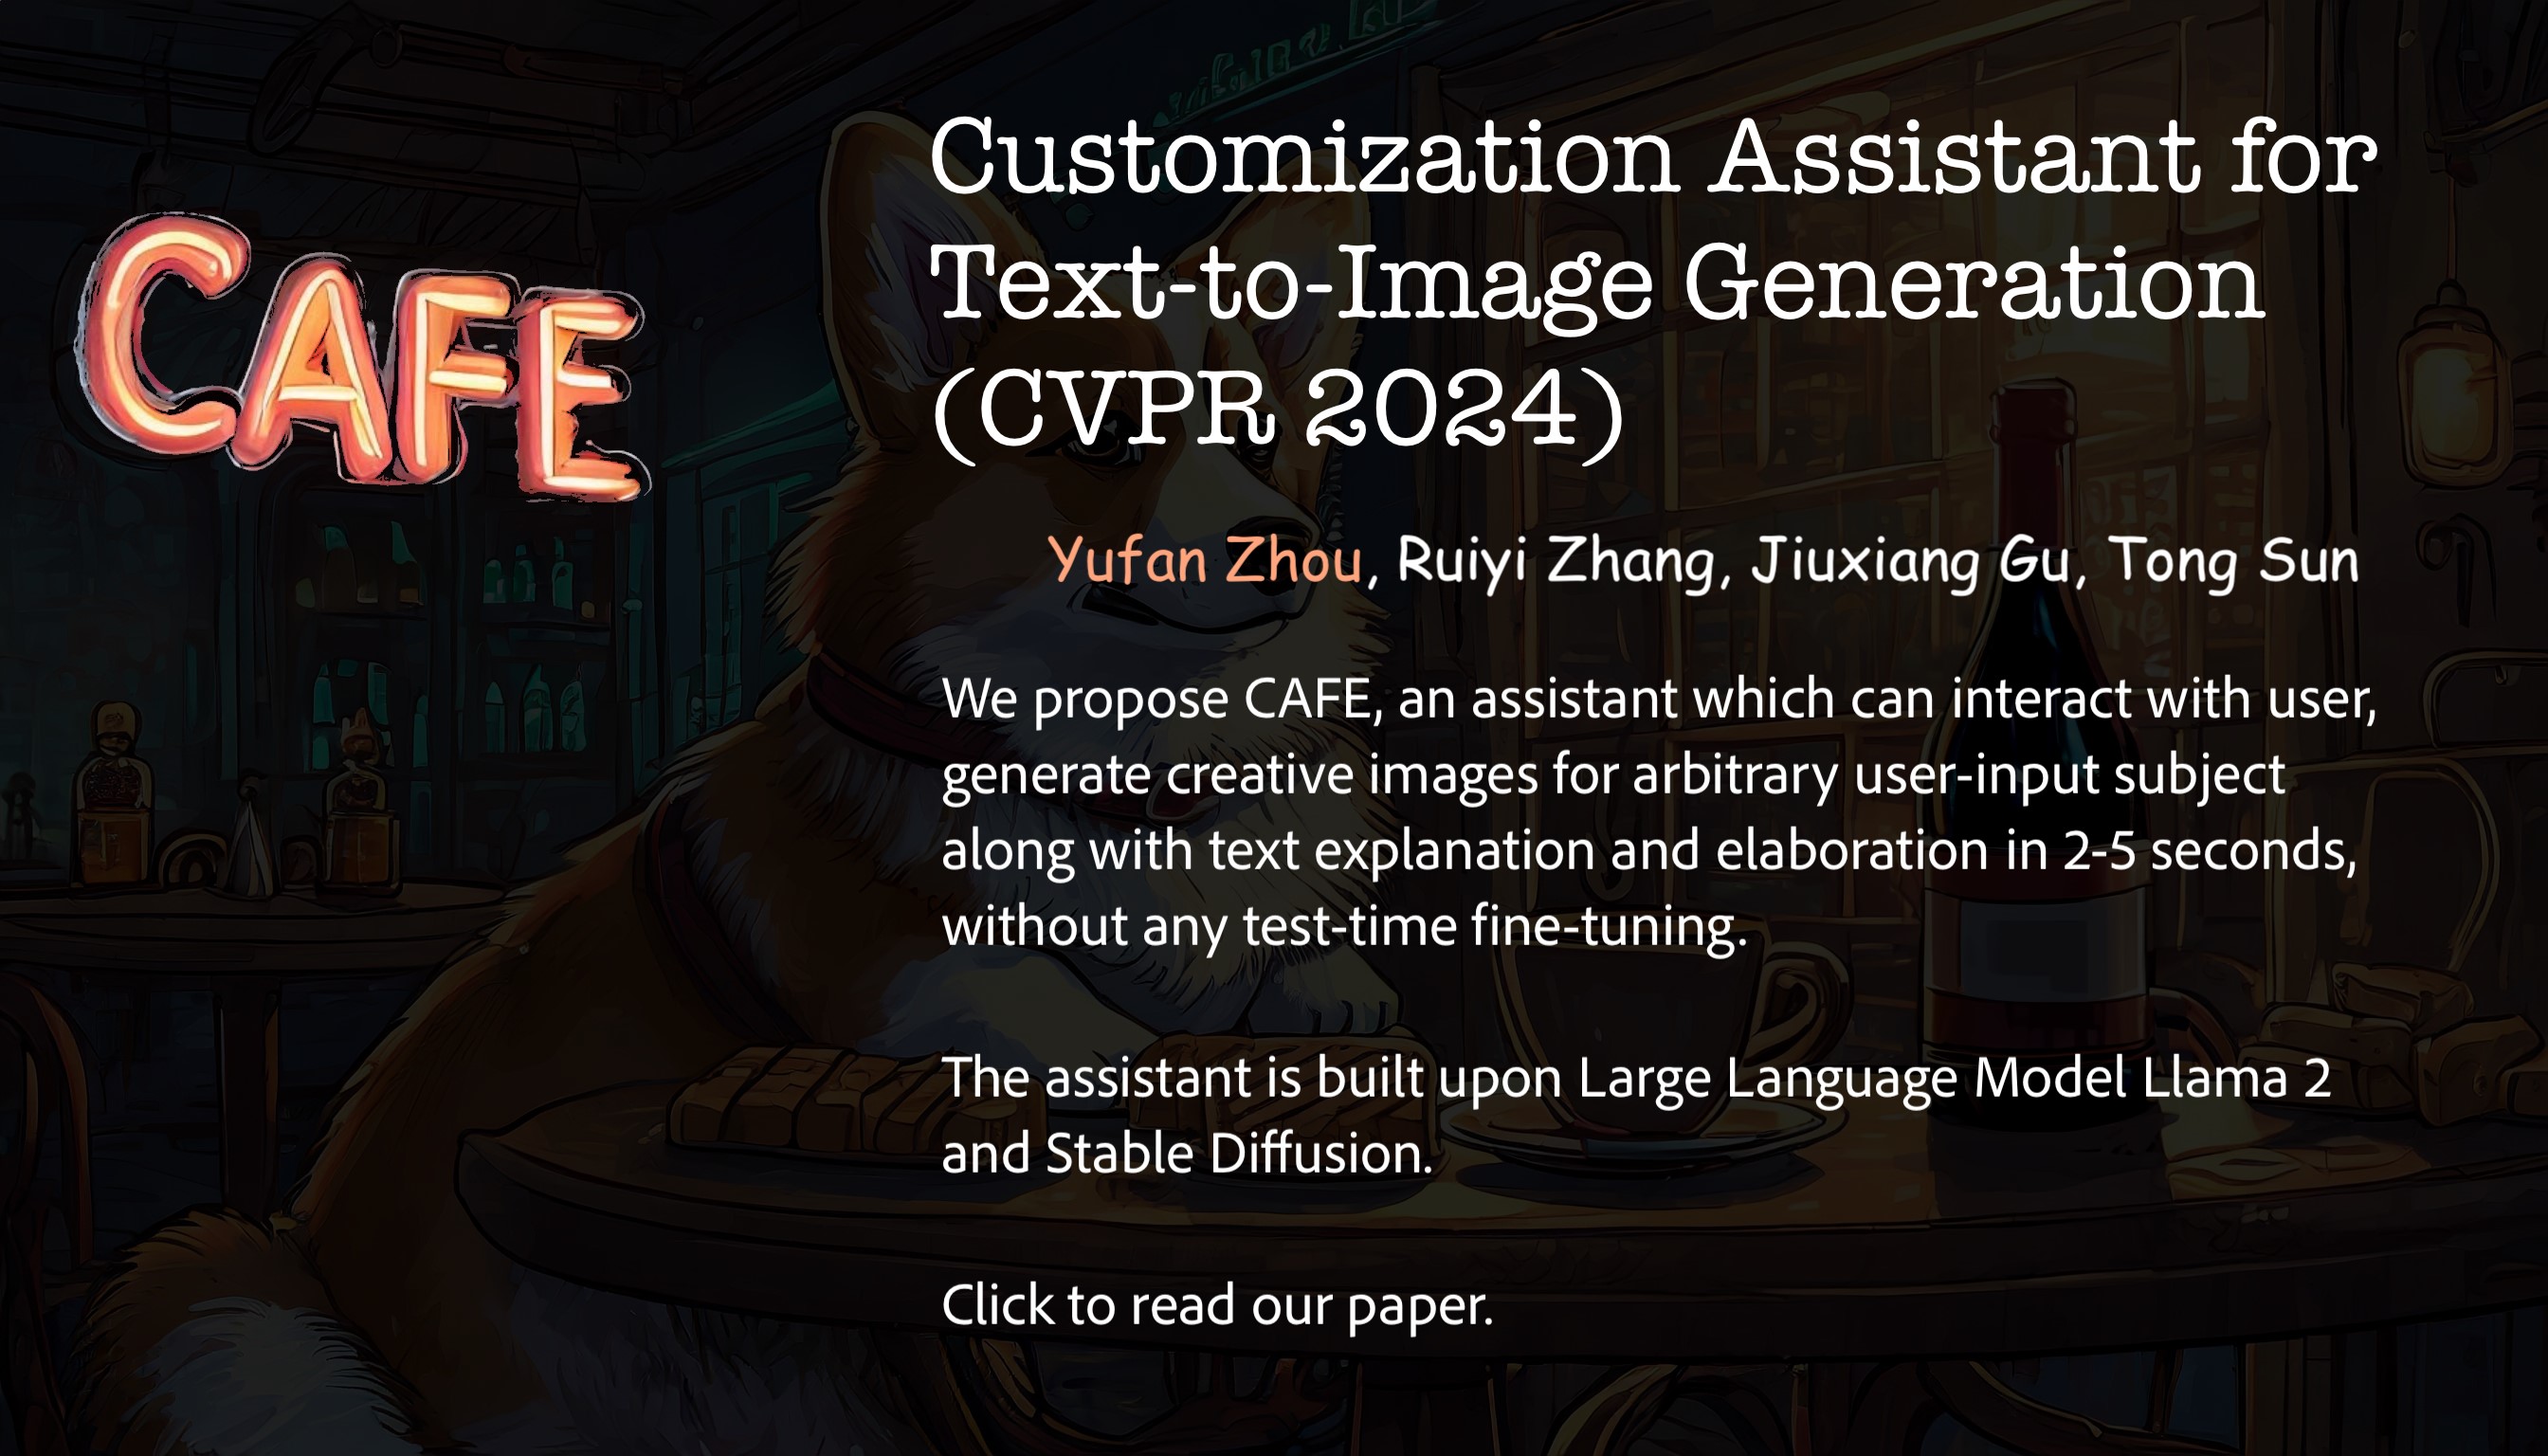 CAFE
Customization Assistant for
Text-to-Image Generation
(CVPR 2024)
Yufan Zhou, Ruiyi Zhang, Jiuxiang Gu, Tong Sun
We propose CAFE, an assistant which can interact with user,
generate creative images for arbitrary user-input subject
along with text explanation and elaboration in 2-5 seconds,
without any test-time fine-tuning.
The assistant is built upon Large Language Model Llama 2
and Stable Diffusion.
Click to read our paper.